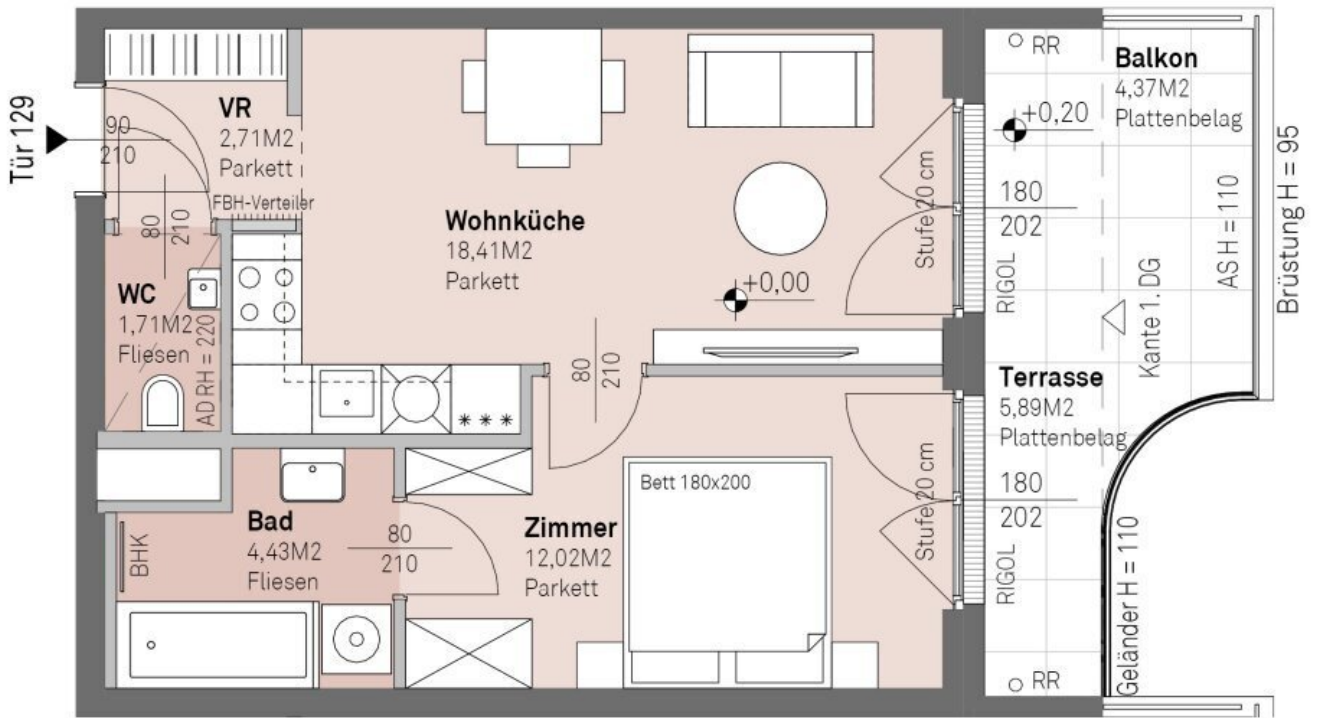 Tür 129
VR
2,71M2
Parkett
90
210
FBH-Verteiler
80
210
WC
1,71M2
Fliesen
ADRH = 220
Wohnküche
18,41M2
Parkett
+0,00
80
210
Stufe 20 cm
RR
Balkon
4,37M2
Plattenbelag
+0,20
180
202
RIGOL
AS H = 110
Brüstung H = 95
Kante 1. DG
Terrasse
5,89M2
Plattenbelag
180
202
RIGOL
Stufe 20 cm
Geländer H = 110
RR
Bett 180x200
Zimmer
12,02M2
Parkett
80
210
Bad
4,43M2
Fliesen
BHK